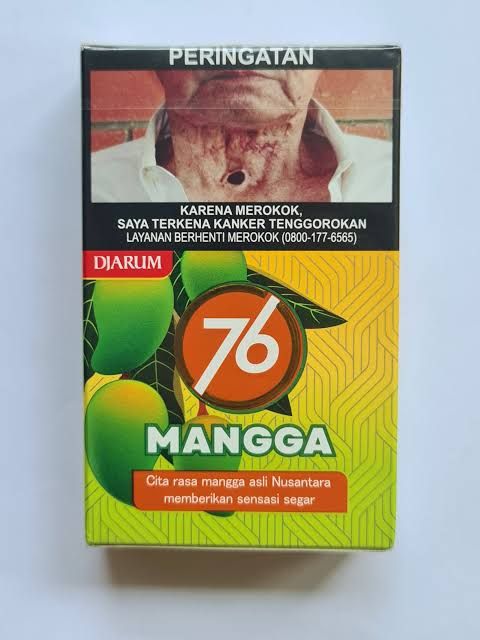 PERINGATAN
KARENA MEROKOK,
SAYA TERKENA KANKER TENGGOROKAN
LAYANAN BERHENTI MEROKOK (0800-177-6565)
DJARUM
76
MANGGA
Cita rasa mangga asli Nusantara
memberikan sensasi segar